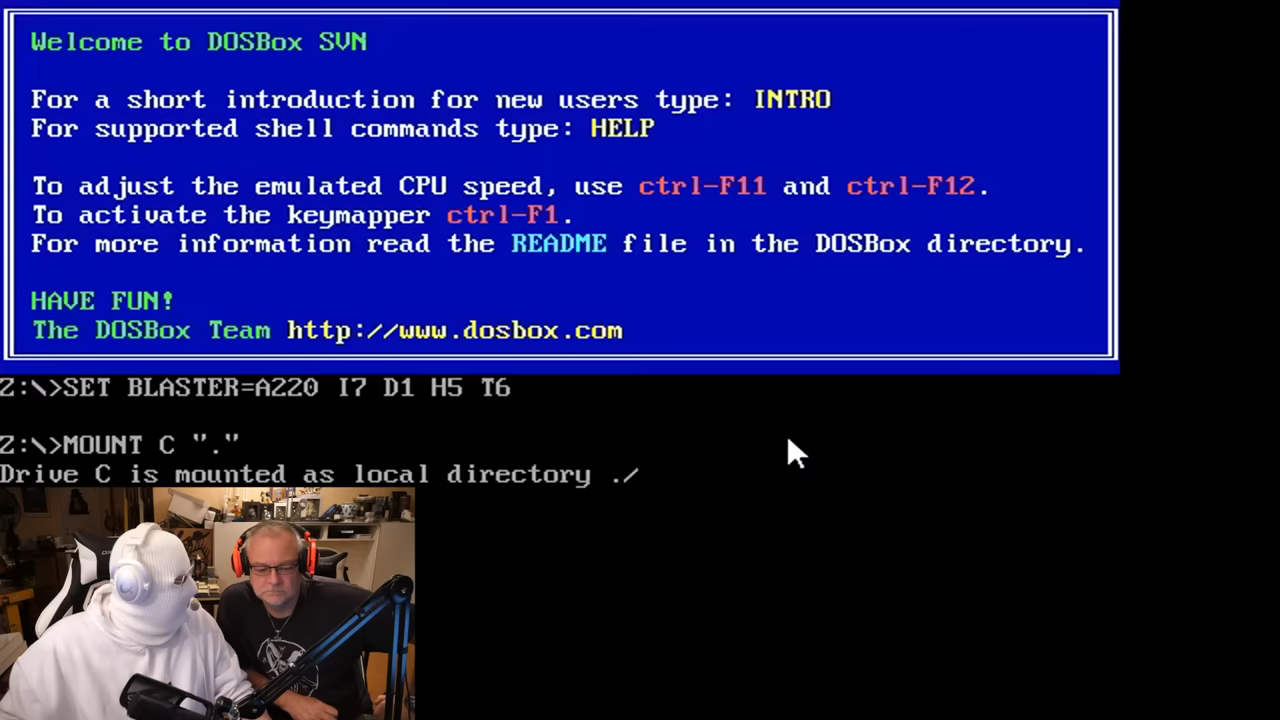 Welcome to DOSBox SVN
For a short introduction for new users type: INTRO
For supported shell commands type: HELP
To adjust the emulated CPU speed, use ctrl-F11 and ctrl-F12.
To activate the keymapper ctrl-F1.
For more information read the README file in the DOSBox directory.
HAVE FUN!
The DOSBox Team http://www.dosbox.com
Z:\>SET BLASTER=A220 I7 D1 H5 T6
Z:\>MOUNT C "."
Drive C is mounted as local directory ./